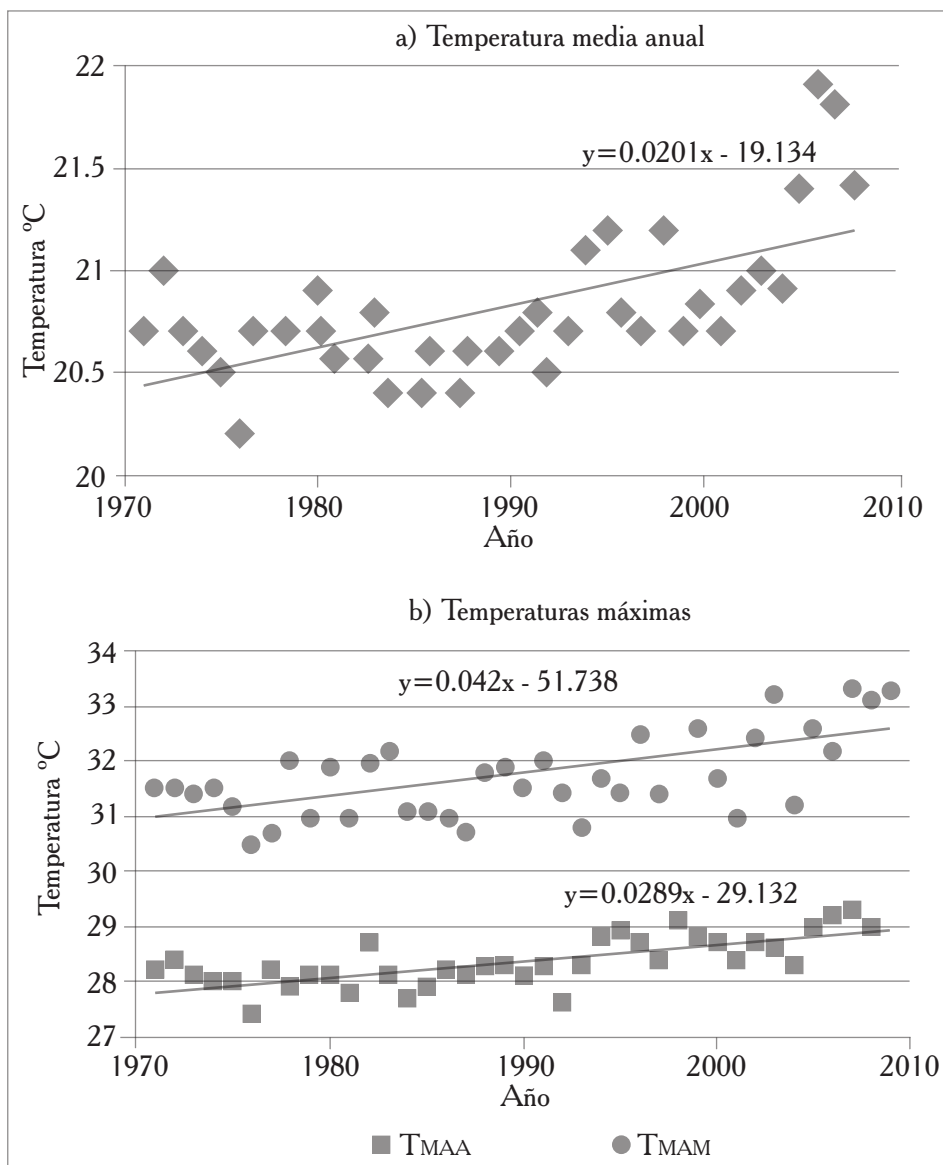 a) Temperatura media anual
22
y=0.0201x - 19.134
21.5
21
20.5
20
Temperatura ºC
1970 1980 1990 2000 2010
Año
b) Temperaturas máximas
34
y=0.042x - 51.738
33
32
31
30
y=0.0289x - 29.132
29
28
27
Temperatura ºC
1970 1980 1990 2000 2010
Año
TMAA TMAM